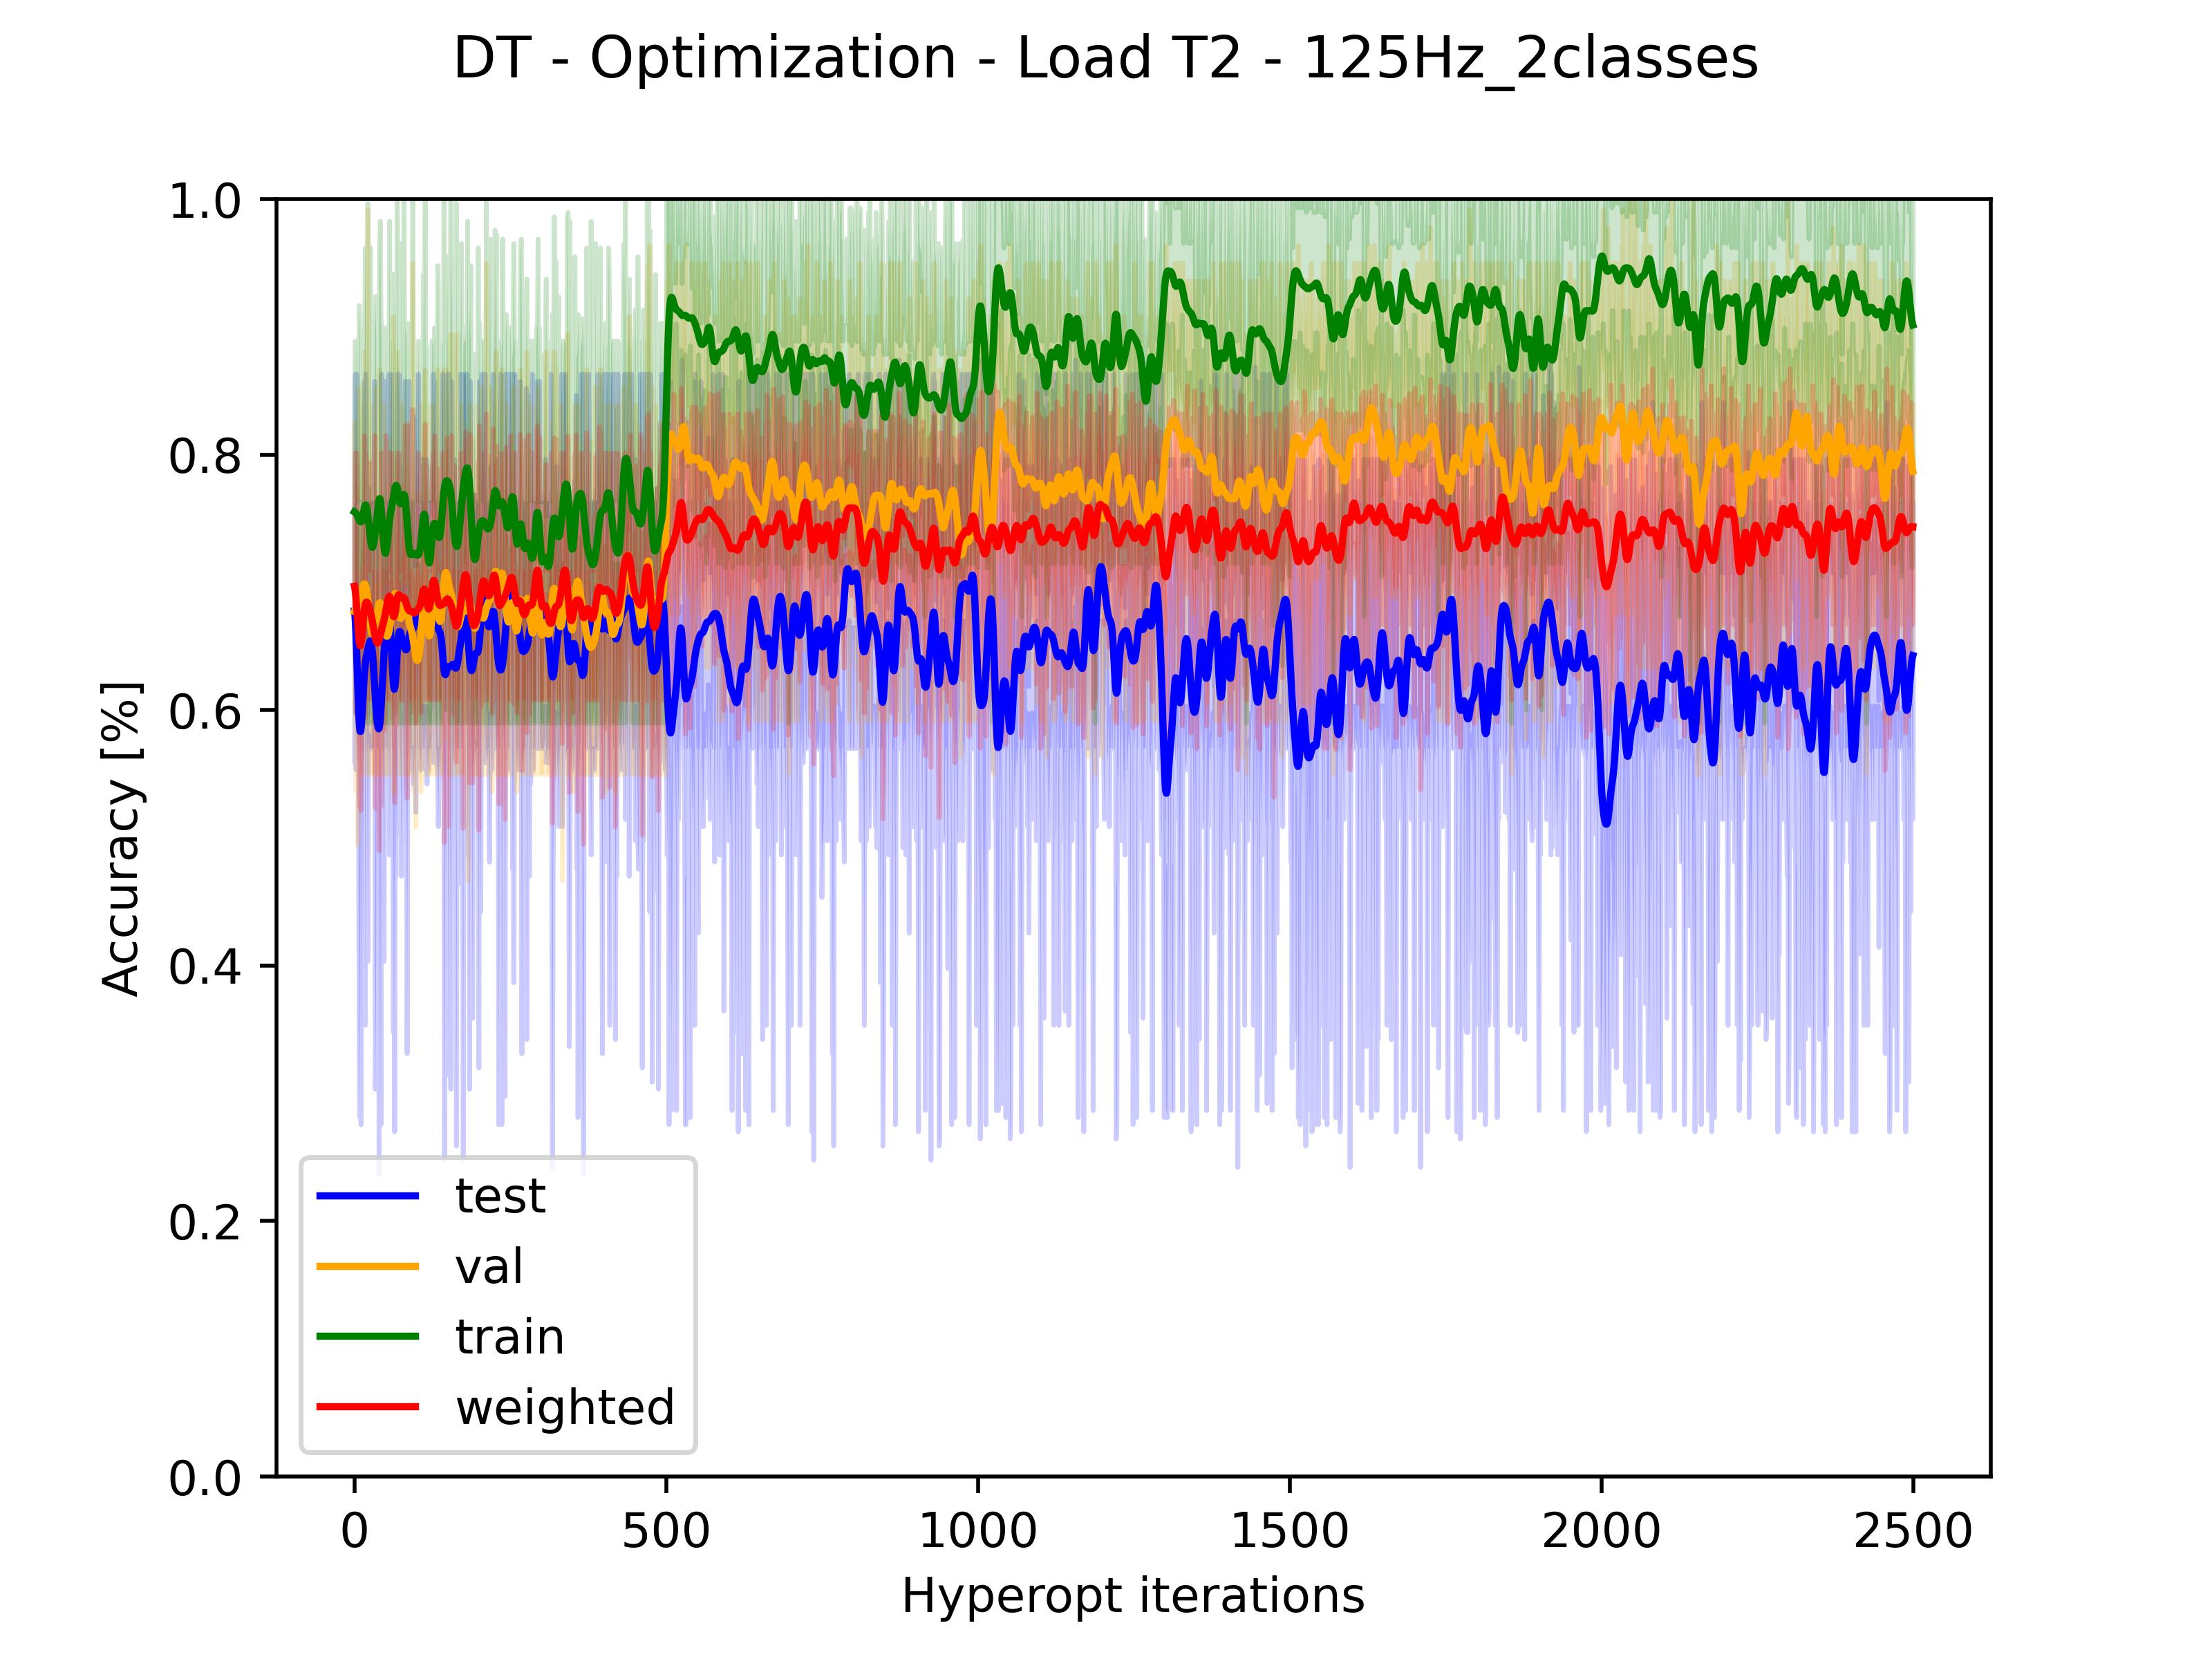 DT - Optimization - Load T2 - 125Hz_2classes
1.0
0.8
0.6
0.4
0.2
0.0
Accuracy [%]
test
val
train
weighted
0 500 1000 1500 2000 2500
Hyperopt iterations